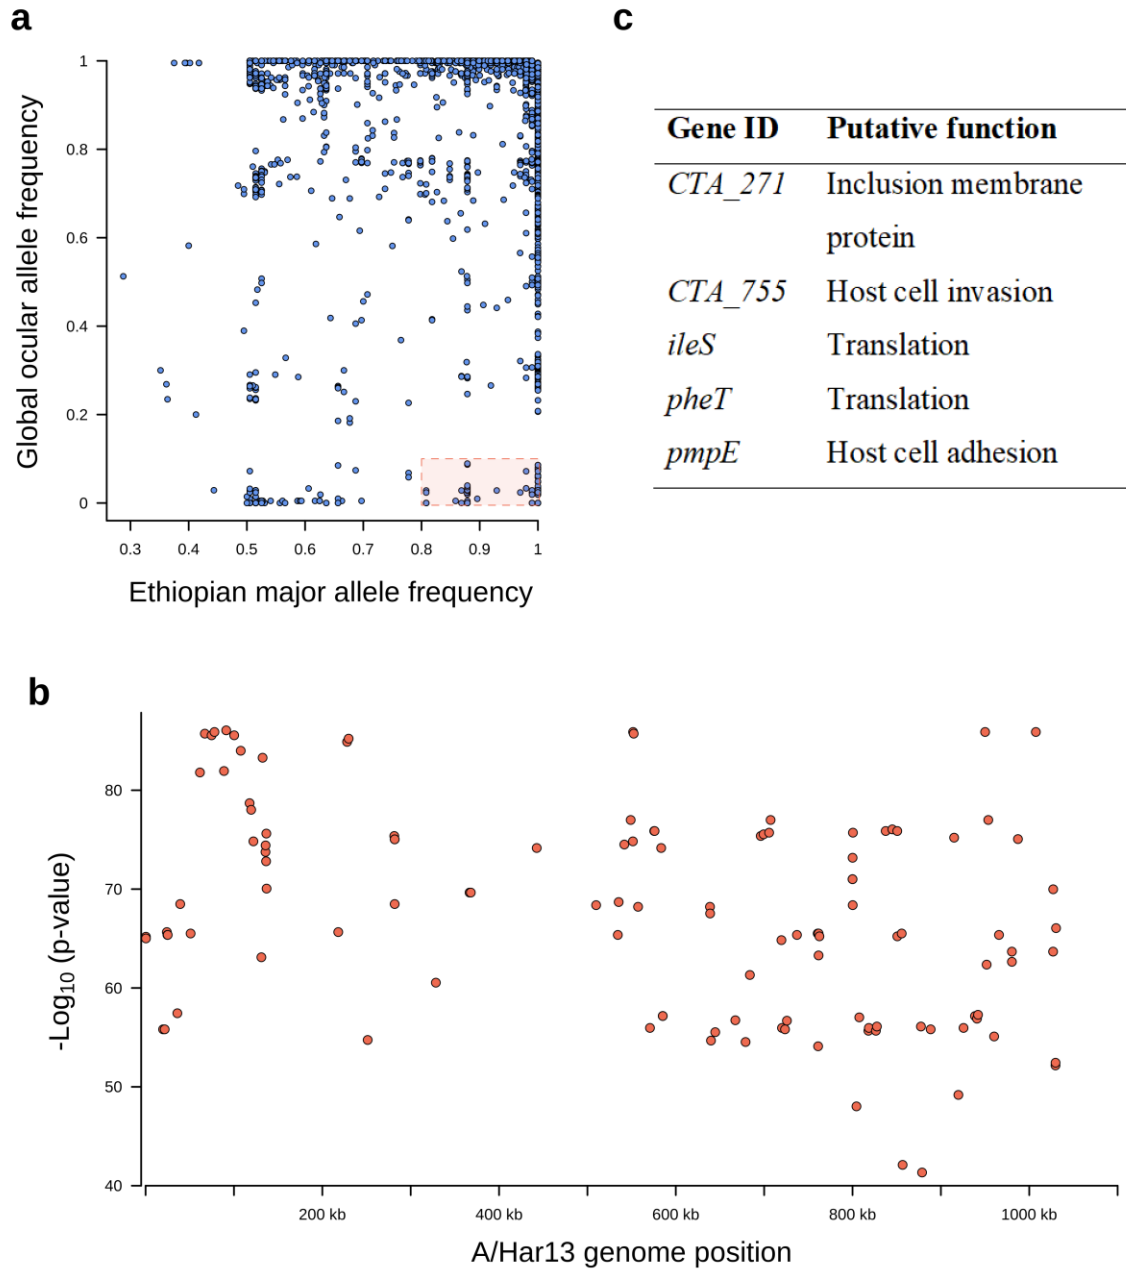 a
Global ocular allele frequency
1
0.8
0.6
0.4
0.2
0
0.3 0.4 0.5 0.6 0.7 0.8 0.9 1
Ethiopian major allele frequency
c
Gene ID Putative function
CTA_271 Inclusion membrane
protein
CTA_755 Host cell invasion
ileS Translation
pheT Translation
pmpE Host cell adhesion
b
-Log10 (p-value)
80
70
60
50
40
200 kb 400 kb 600 kb 800 kb 1000 kb
A/Har13 genome position